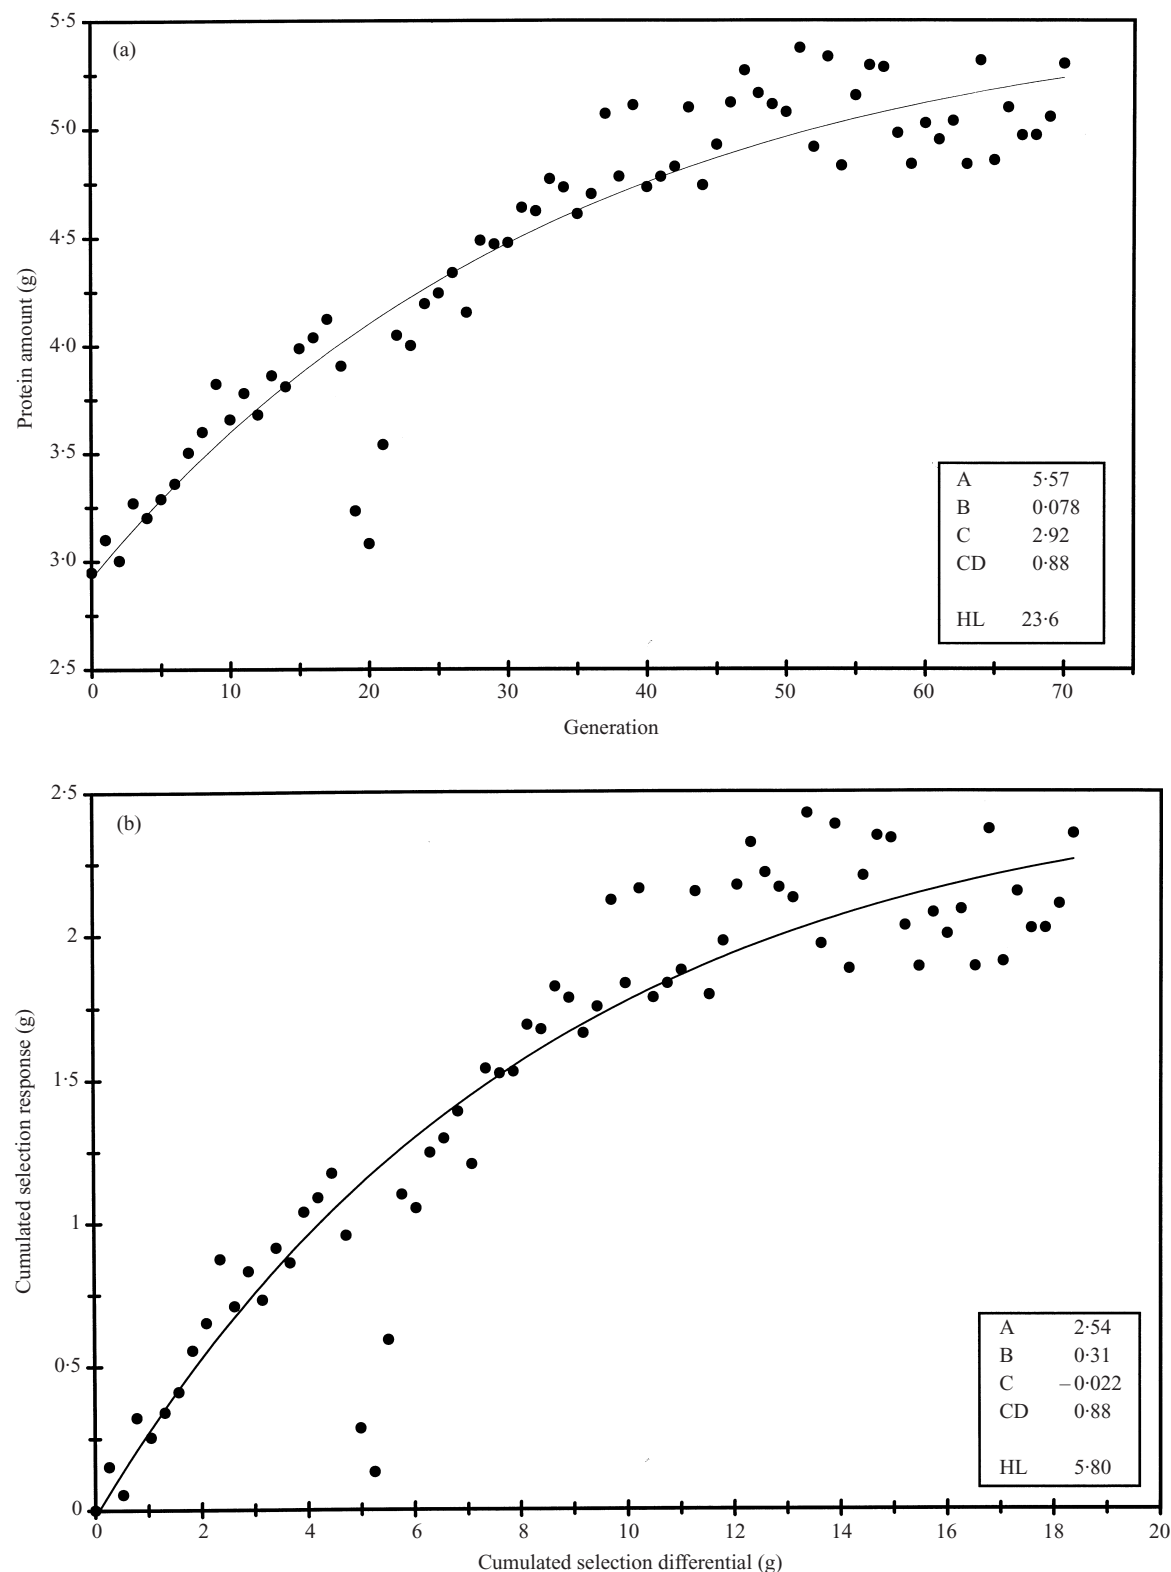 (a)
5·5
5·0
4·5
4·0
3·5
3·0
2·5
Protein amount (g)
A 5·57
B 0·078
C 2·92
CD 0·88
HL 23·6
0 10 20 30 40 50 60 70
Generation
(b)
2·5
2
1·5
1
0·5
0
Cumulated selection response (g)
A 2·54
B 0·31
C −0·022
CD 0·88
HL 5·80
0 2 4 6 8 10 12 14 16 18 20
Cumulated selection differential (g)